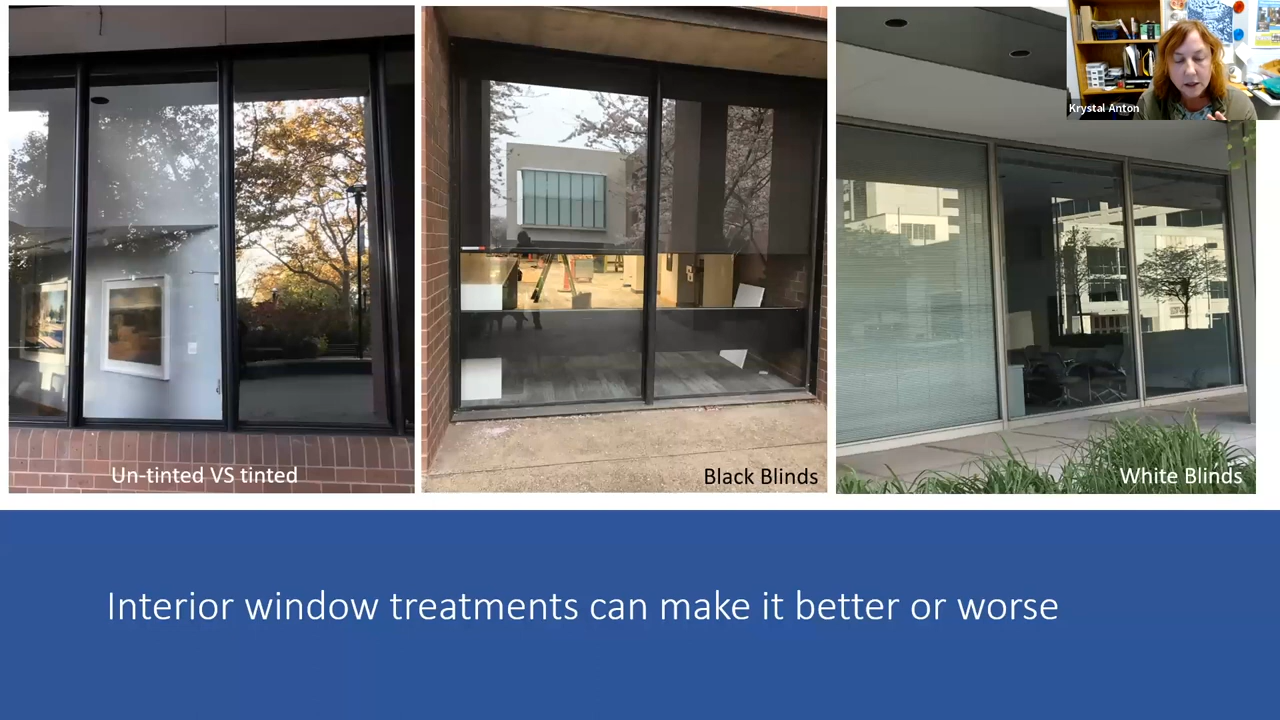 Krystal Anton
Un-tinted VS tinted
Black Blinds
White Blinds
Interior window treatments can make it better or worse